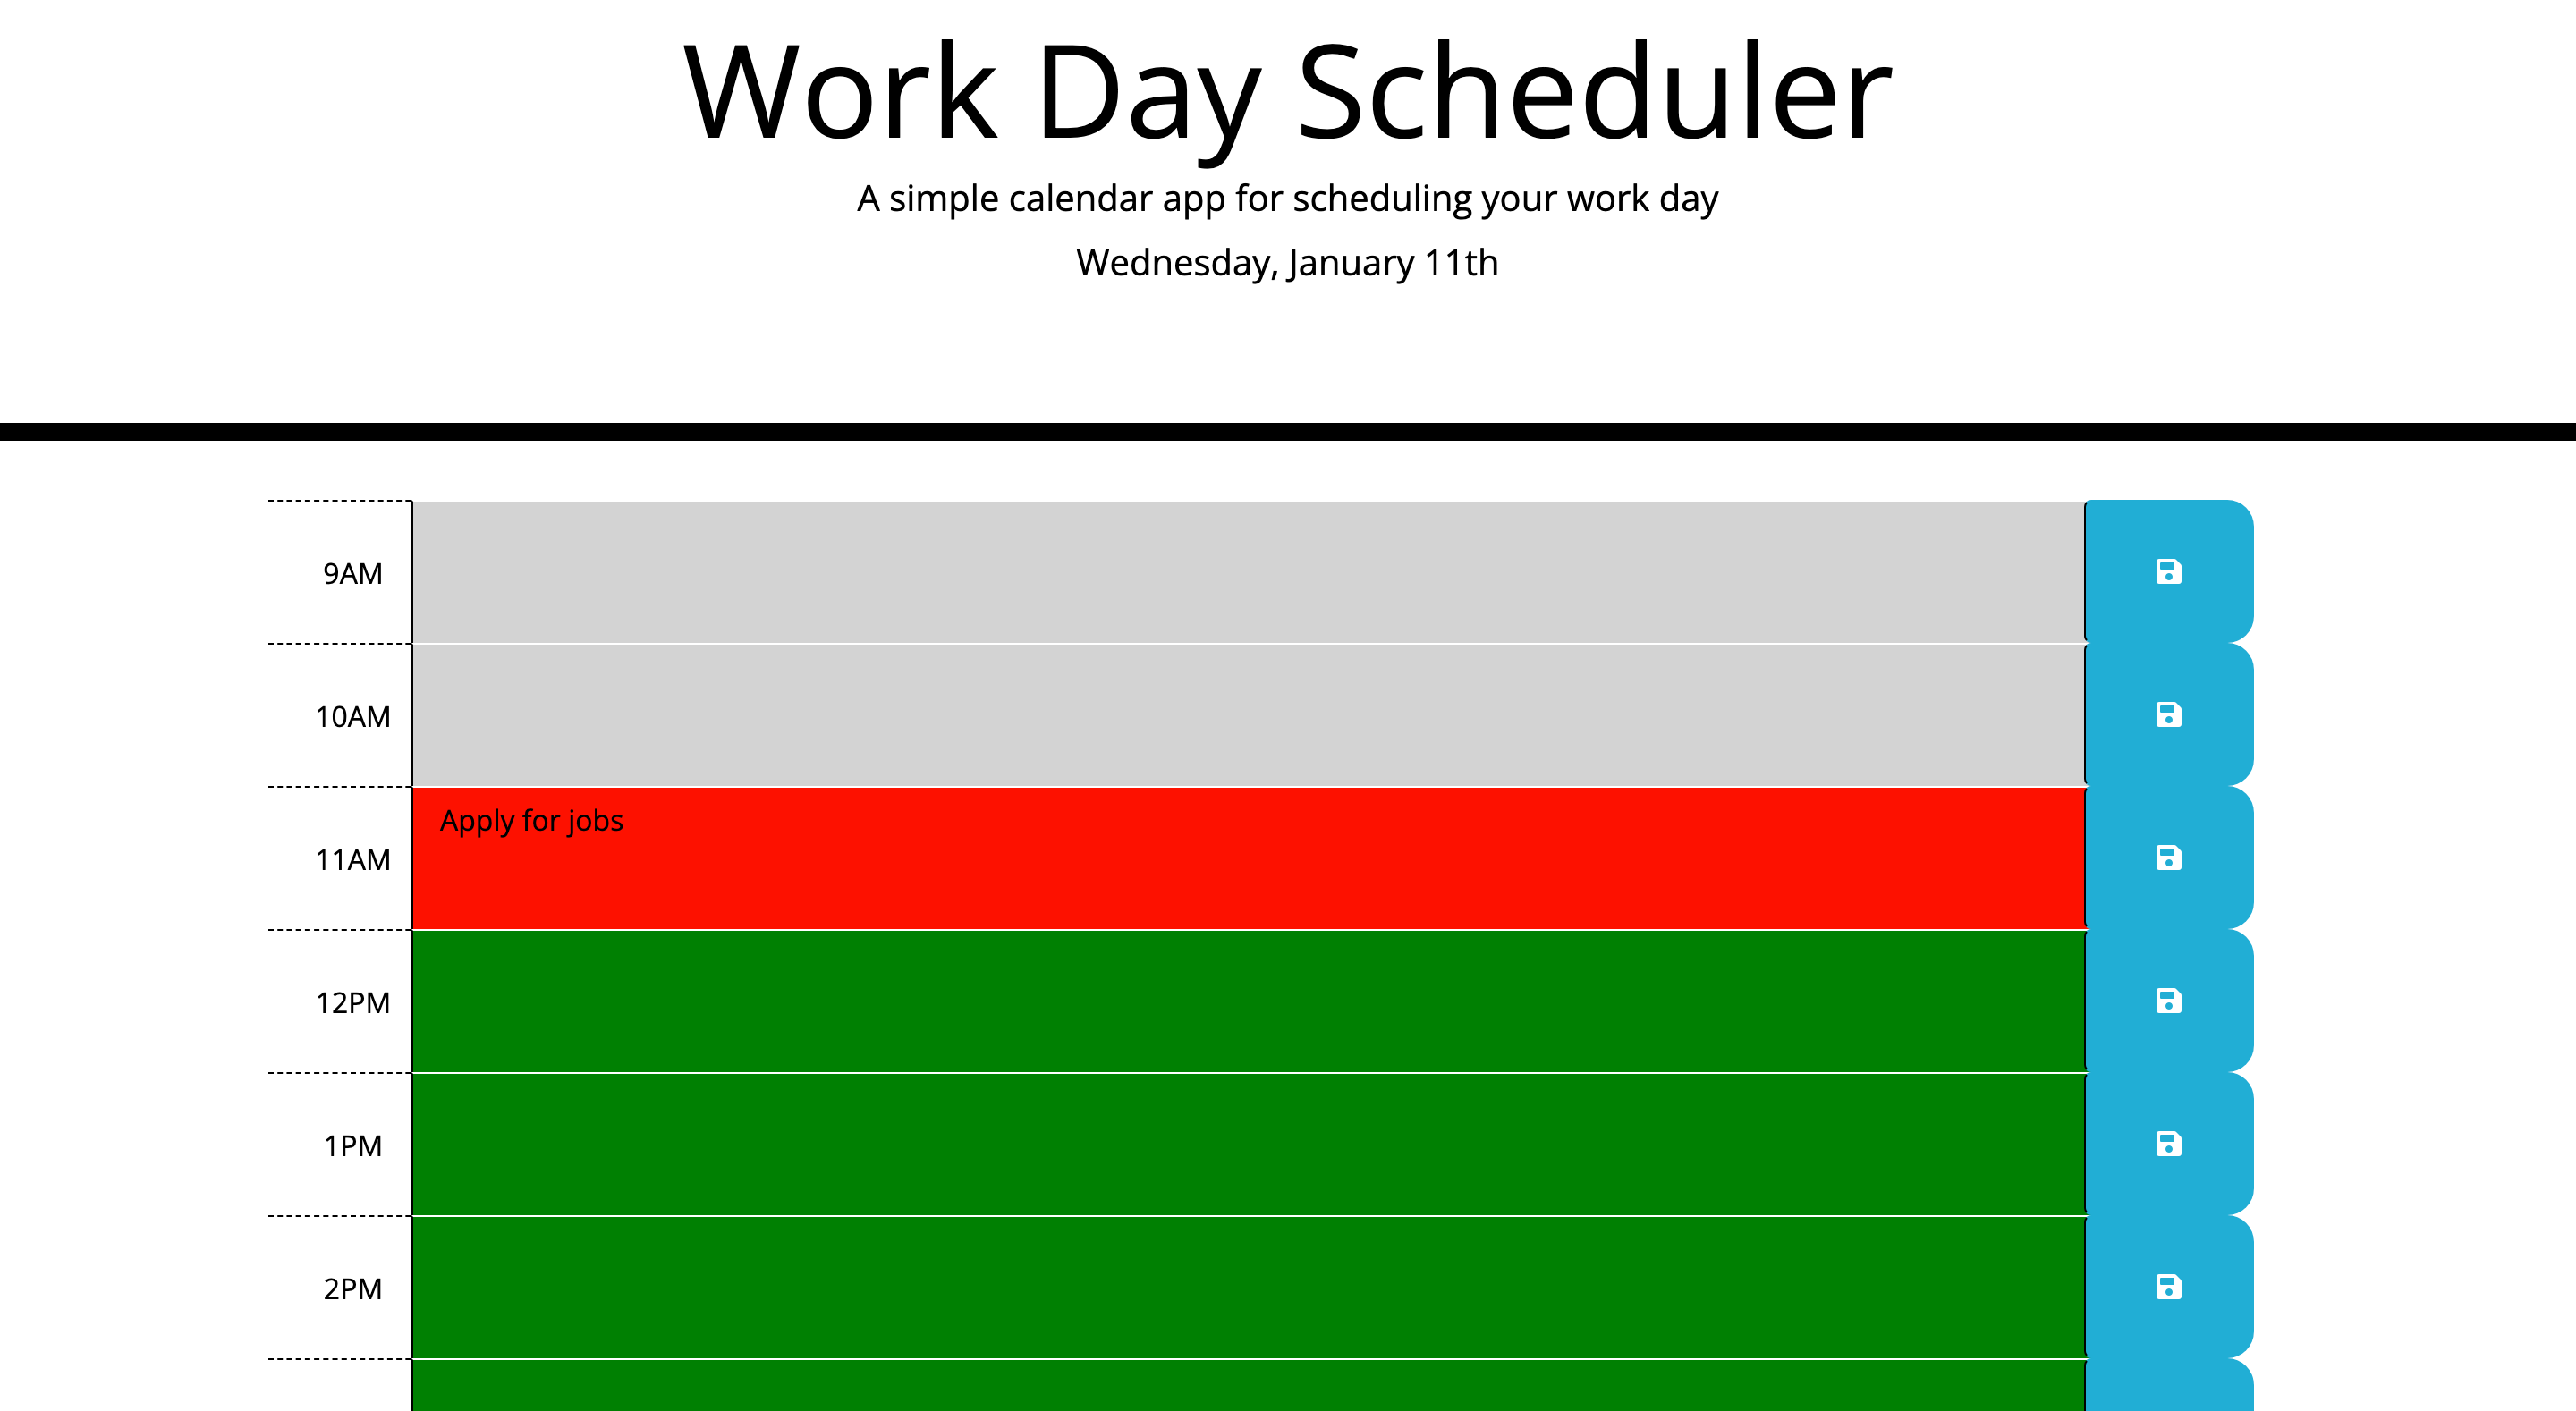 Work Day Scheduler
A simple calendar app for scheduling your work day
Wednesday, January 11th
9AM
10AM
11AM
Apply for jobs
12PM
1PM
2PM